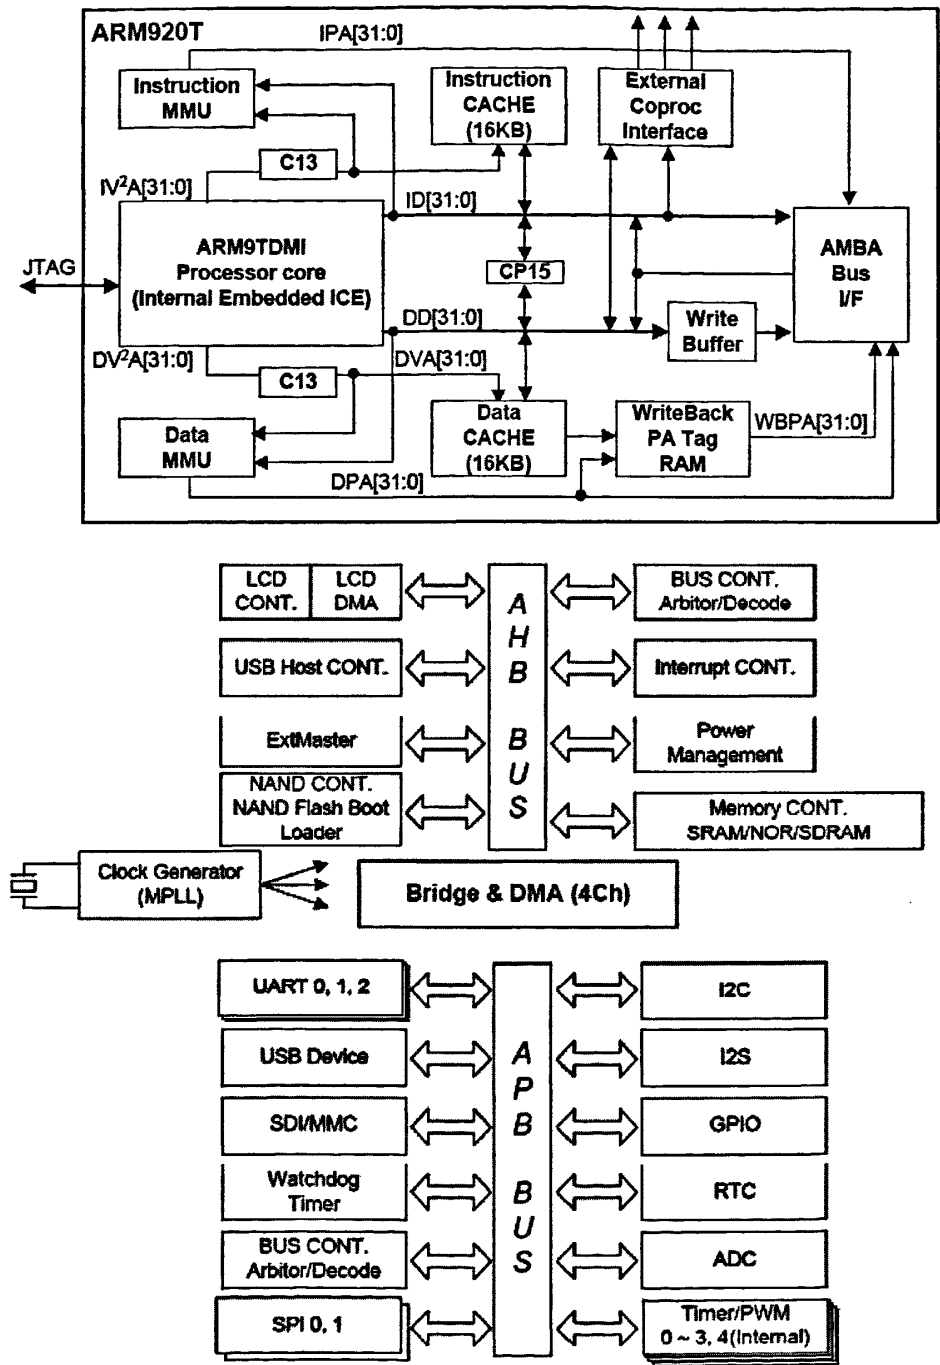 ARM920T
IPA[31:0]
Instruction
MMU
Instruction
CACHE
(16KB)
External
Coproc
Interface
C13
IV²A[31:0]
ID[31:0]
ARM9TDMI
Processor core
(Internal Embedded ICE)
JTAG
CP15
AMBA
Bus
I/F
DD[31:0]
Write
Buffer
DV²A[31:0]
C13
DVA[31:0]
Data
MMU
Data
CACHE
(16KB)
WriteBack
PA Tag
RAM
WBPA[31:0]
DPA[31:0]
LCD
CONT.
LCD
DMA
AHB BUS
BUS CONT.
Arbitor/Decode
USB Host CONT.
Interrupt CONT.
ExtMaster
Power
Management
NAND CONT.
NAND Flash Boot
Loader
Memory CONT.
SRAM/NOR/SDRAM
Clock Generator
(MPLL)
Bridge & DMA (4Ch)
UART 0, 1, 2
APB BUS
I2C
USB Device
I2S
SDI/MMC
GPIO
Watchdog
Timer
RTC
BUS CONT.
Arbitor/Decode
ADC
SPI 0, 1
Timer/PWM
0 ~ 3, 4(Internal)